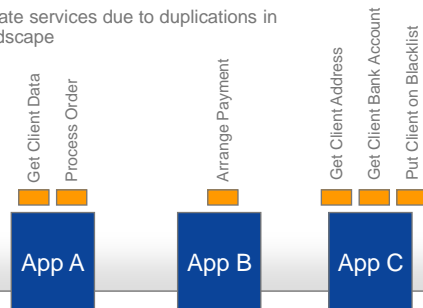 ate services due to duplications in
dscape
Get Client Data
Process Order
Arrange Payment
Get Client Address
Get Client Bank Account
Put Client on Blacklist
App A
App B
App C